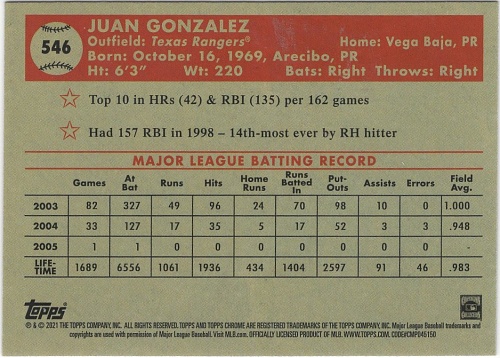 546
JUAN GONZALEZ
Outfield: Texas Rangers® Home: Vega Baja, PR
Born: October 16, 1969, Arecibo, PR
Ht: 6'3" Wt: 220 Bats: Right Throws: Right
Top 10 in HRs (42) & RBI (135) per 162 games
Had 157 RBI in 1998 – 14th-most ever by RH hitter
MAJOR LEAGUE BATTING RECORD
Games At Bat Runs Hits Home Runs Runs Batted In Put-Outs Assists Errors Field Avg.
2003 82 327 49 96 24 70 98 10 0 1.000
2004 33 127 17 35 5 17 52 3 3 .948
2005 1 1 0 0 0 0 0 0 0
LIFE-TIME 1689 6556 1061 1936 434 1404 2597 91 46 .983
Topps
® & © 2021 THE TOPPS COMPANY, INC. ALL RIGHTS RESERVED. TOPPS AND TOPPS CHROME ARE REGISTERED TRADEMARKS OF THE TOPPS COMPANY, INC. Major League Baseball trademarks and
copyrights are used with permission of Major League Baseball. Visit MLB.com. OFFICIALLY LICENSED PRODUCT OF MLB. WWW.TOPPS.COM. CODE#CMP045150